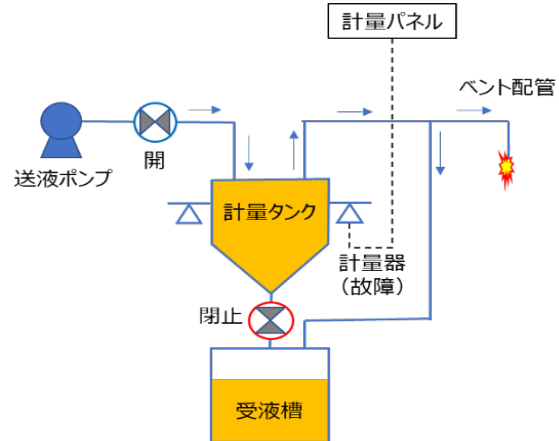 計量パネル
ベント配管
開
送液ポンプ
計量タンク
計量器
（故障）
閉止
受液槽